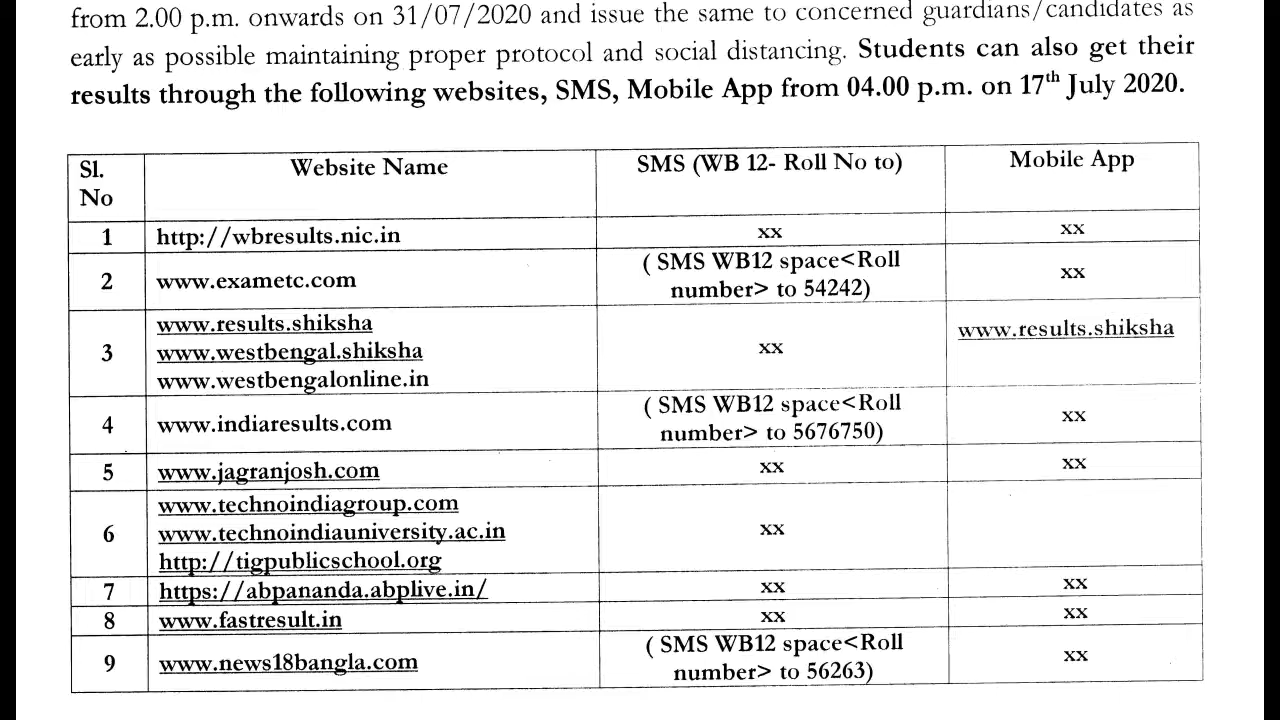 from 2.00 p.m. onwards on 31/07/2020 and issue the same to concerned guardians/candidates as
early as possible maintaining proper protocol and social distancing. Students can also get their
results through the following websites, SMS, Mobile App from 04.00 p.m. on 17th July 2020.
Sl. No Website Name SMS (WB 12- Roll No to) Mobile App
1 http://wbresults.nic.in xx xx
2 www.exametc.com ( SMS WB12 space<Roll number> to 54242) xx
3 www.results.shiksha xx www.results.shiksha
www.westbengal.shiksha
www.westbengalonline.in
4 www.indiaresults.com ( SMS WB12 space<Roll number> to 5676750) xx
5 www.jagranjosh.com xx xx
6 www.technoindiagroup.com xx
www.technoindiauniversity.ac.in
http://tigpublicschool.org
7 https://abpananda.abplive.in/ xx xx
8 www.fastresult.in xx xx
9 www.news18bangla.com ( SMS WB12 space<Roll number> to 56263) xx